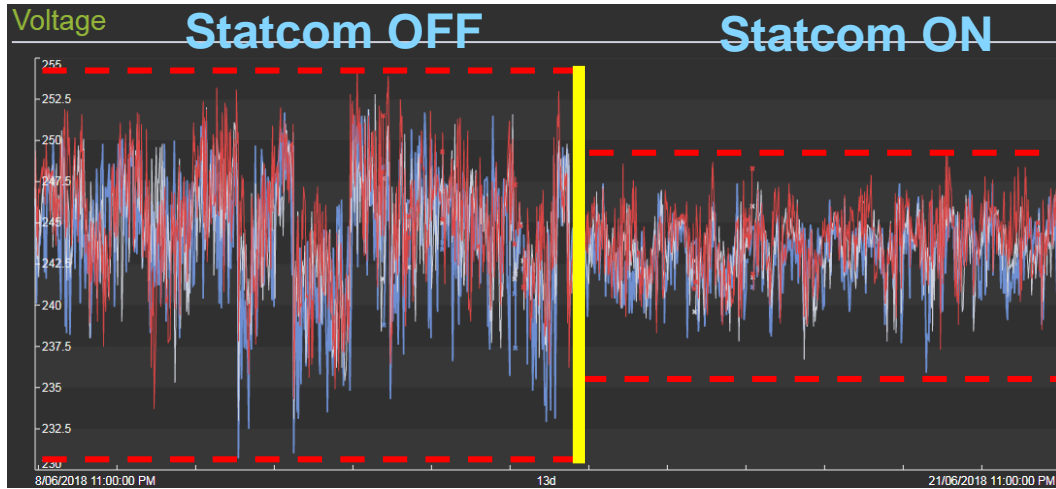 Voltage
Statcom OFF
Statcom ON
255
252.5
250
247.5
245
242.5
240
237.5
235
232.5
230
8/06/2018 11:00:00 PM
13d
21/06/2018 11:00:00 PM